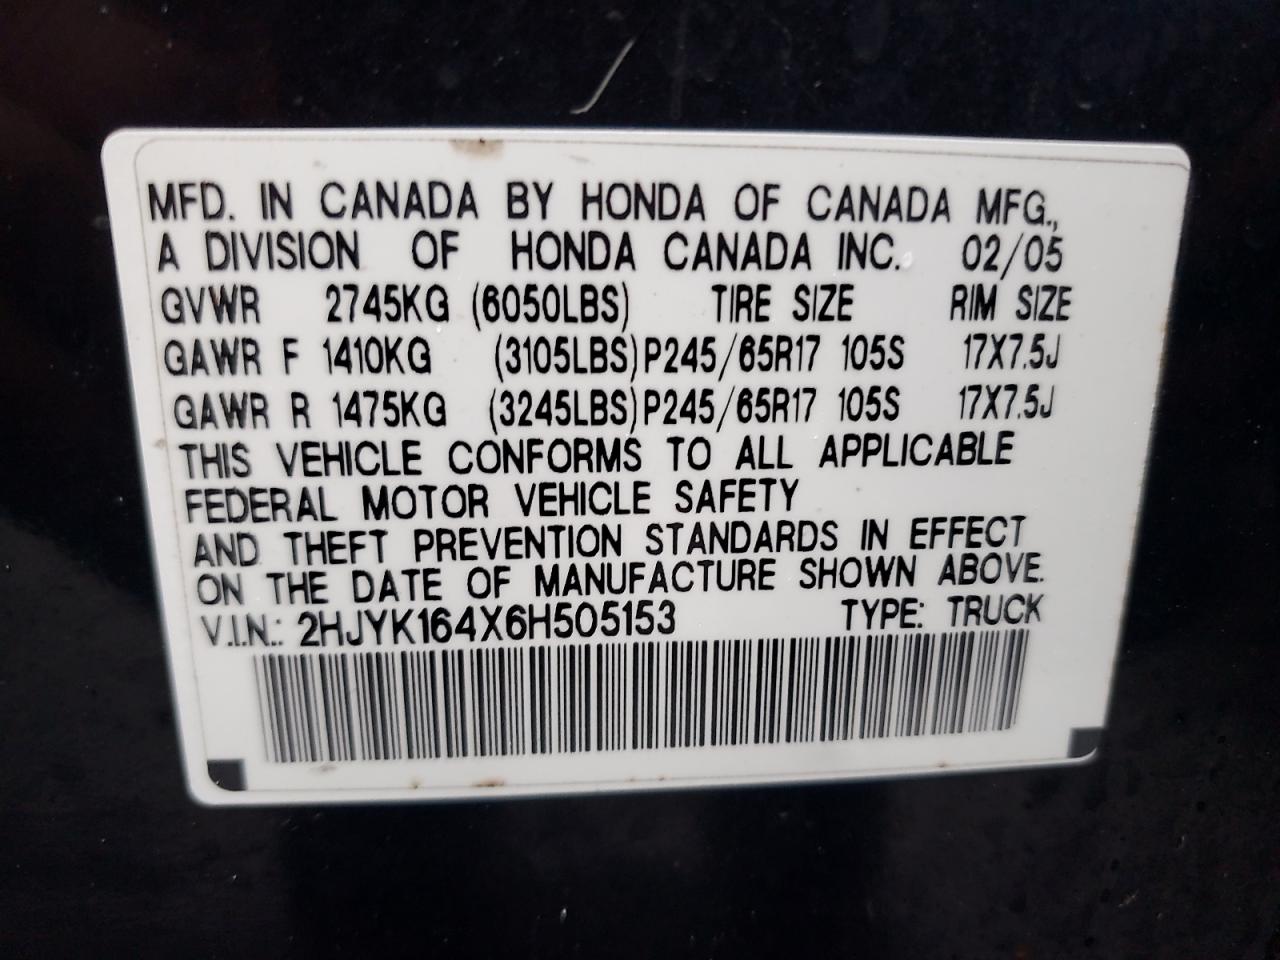 MFD. IN CANADA BY HONDA OF CANADA MFG.,
A DIVISION OF HONDA CANADA INC. 02/05
GVWR 2745KG (6050LBS) TIRE SIZE RIM SIZE
GAWR F 1410KG (3105LBS) P245/65R17 105S 17X7.5J
GAWR R 1475KG (3245LBS) P245/65R17 105S 17X7.5J
THIS VEHICLE CONFORMS TO ALL APPLICABLE
FEDERAL MOTOR VEHICLE SAFETY
AND THEFT PREVENTION STANDARDS IN EFFECT
ON THE DATE OF MANUFACTURE SHOWN ABOVE.
V.I.N.: 2HJYK164X6H505153 TYPE: TRUCK